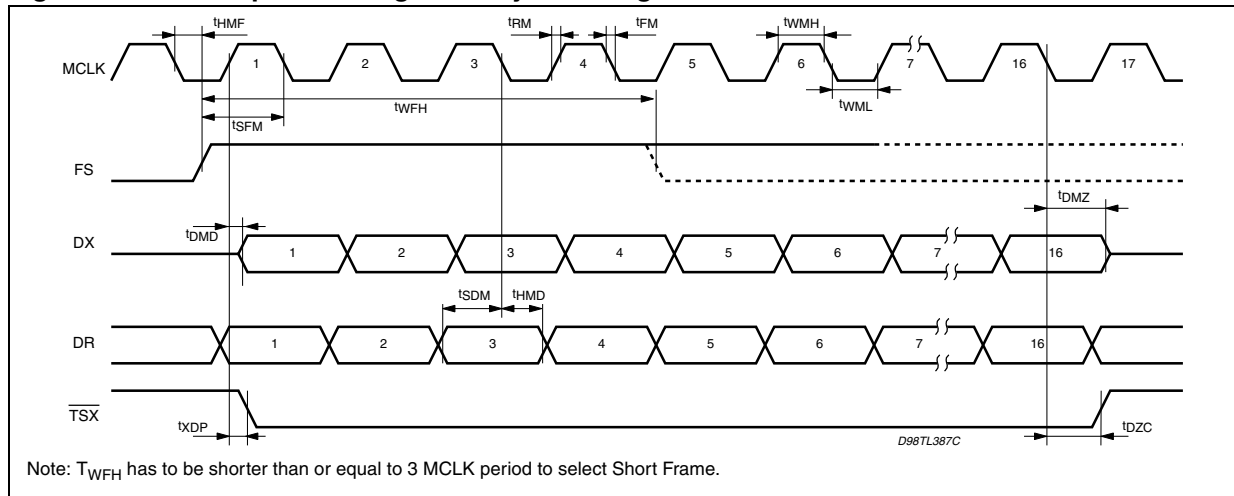 tHMF tRM tFM tWMH
MCLK 1 2 3 4 5 6 7 16 17
tWFH tWML
tSFM
FS
tDMZ
tDMD
DX 1 2 3 4 5 6 7 16
tSDM tHMD
DR 1 2 3 4 5 6 7 16
TSX
tXDP tDZC
D98TL387C
Note: TWFH has to be shorter than or equal to 3 MCLK period to select Short Frame.